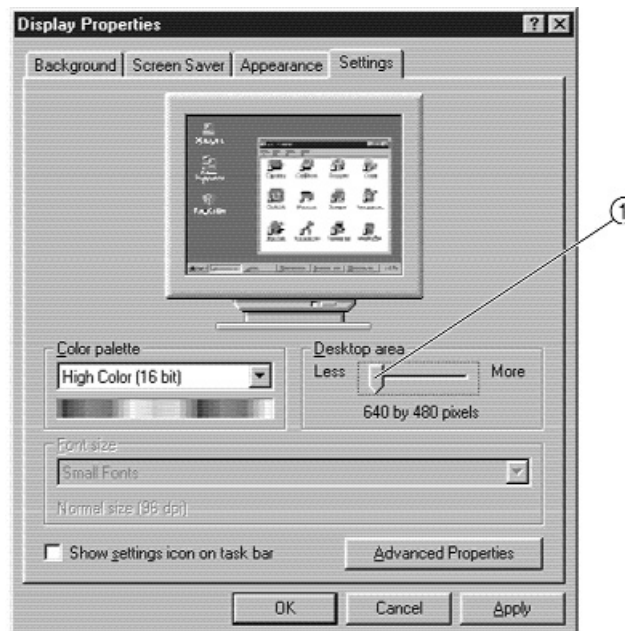 Display Properties
Background Screen Saver Appearance Settings
1
Color palette
High Color (16 bit)
Desktop area
Less More
640 by 480 pixels
Font size
Small Fonts
Normal size (96 dpi)
Show settings icon on task bar
Advanced Properties
OK Cancel Apply